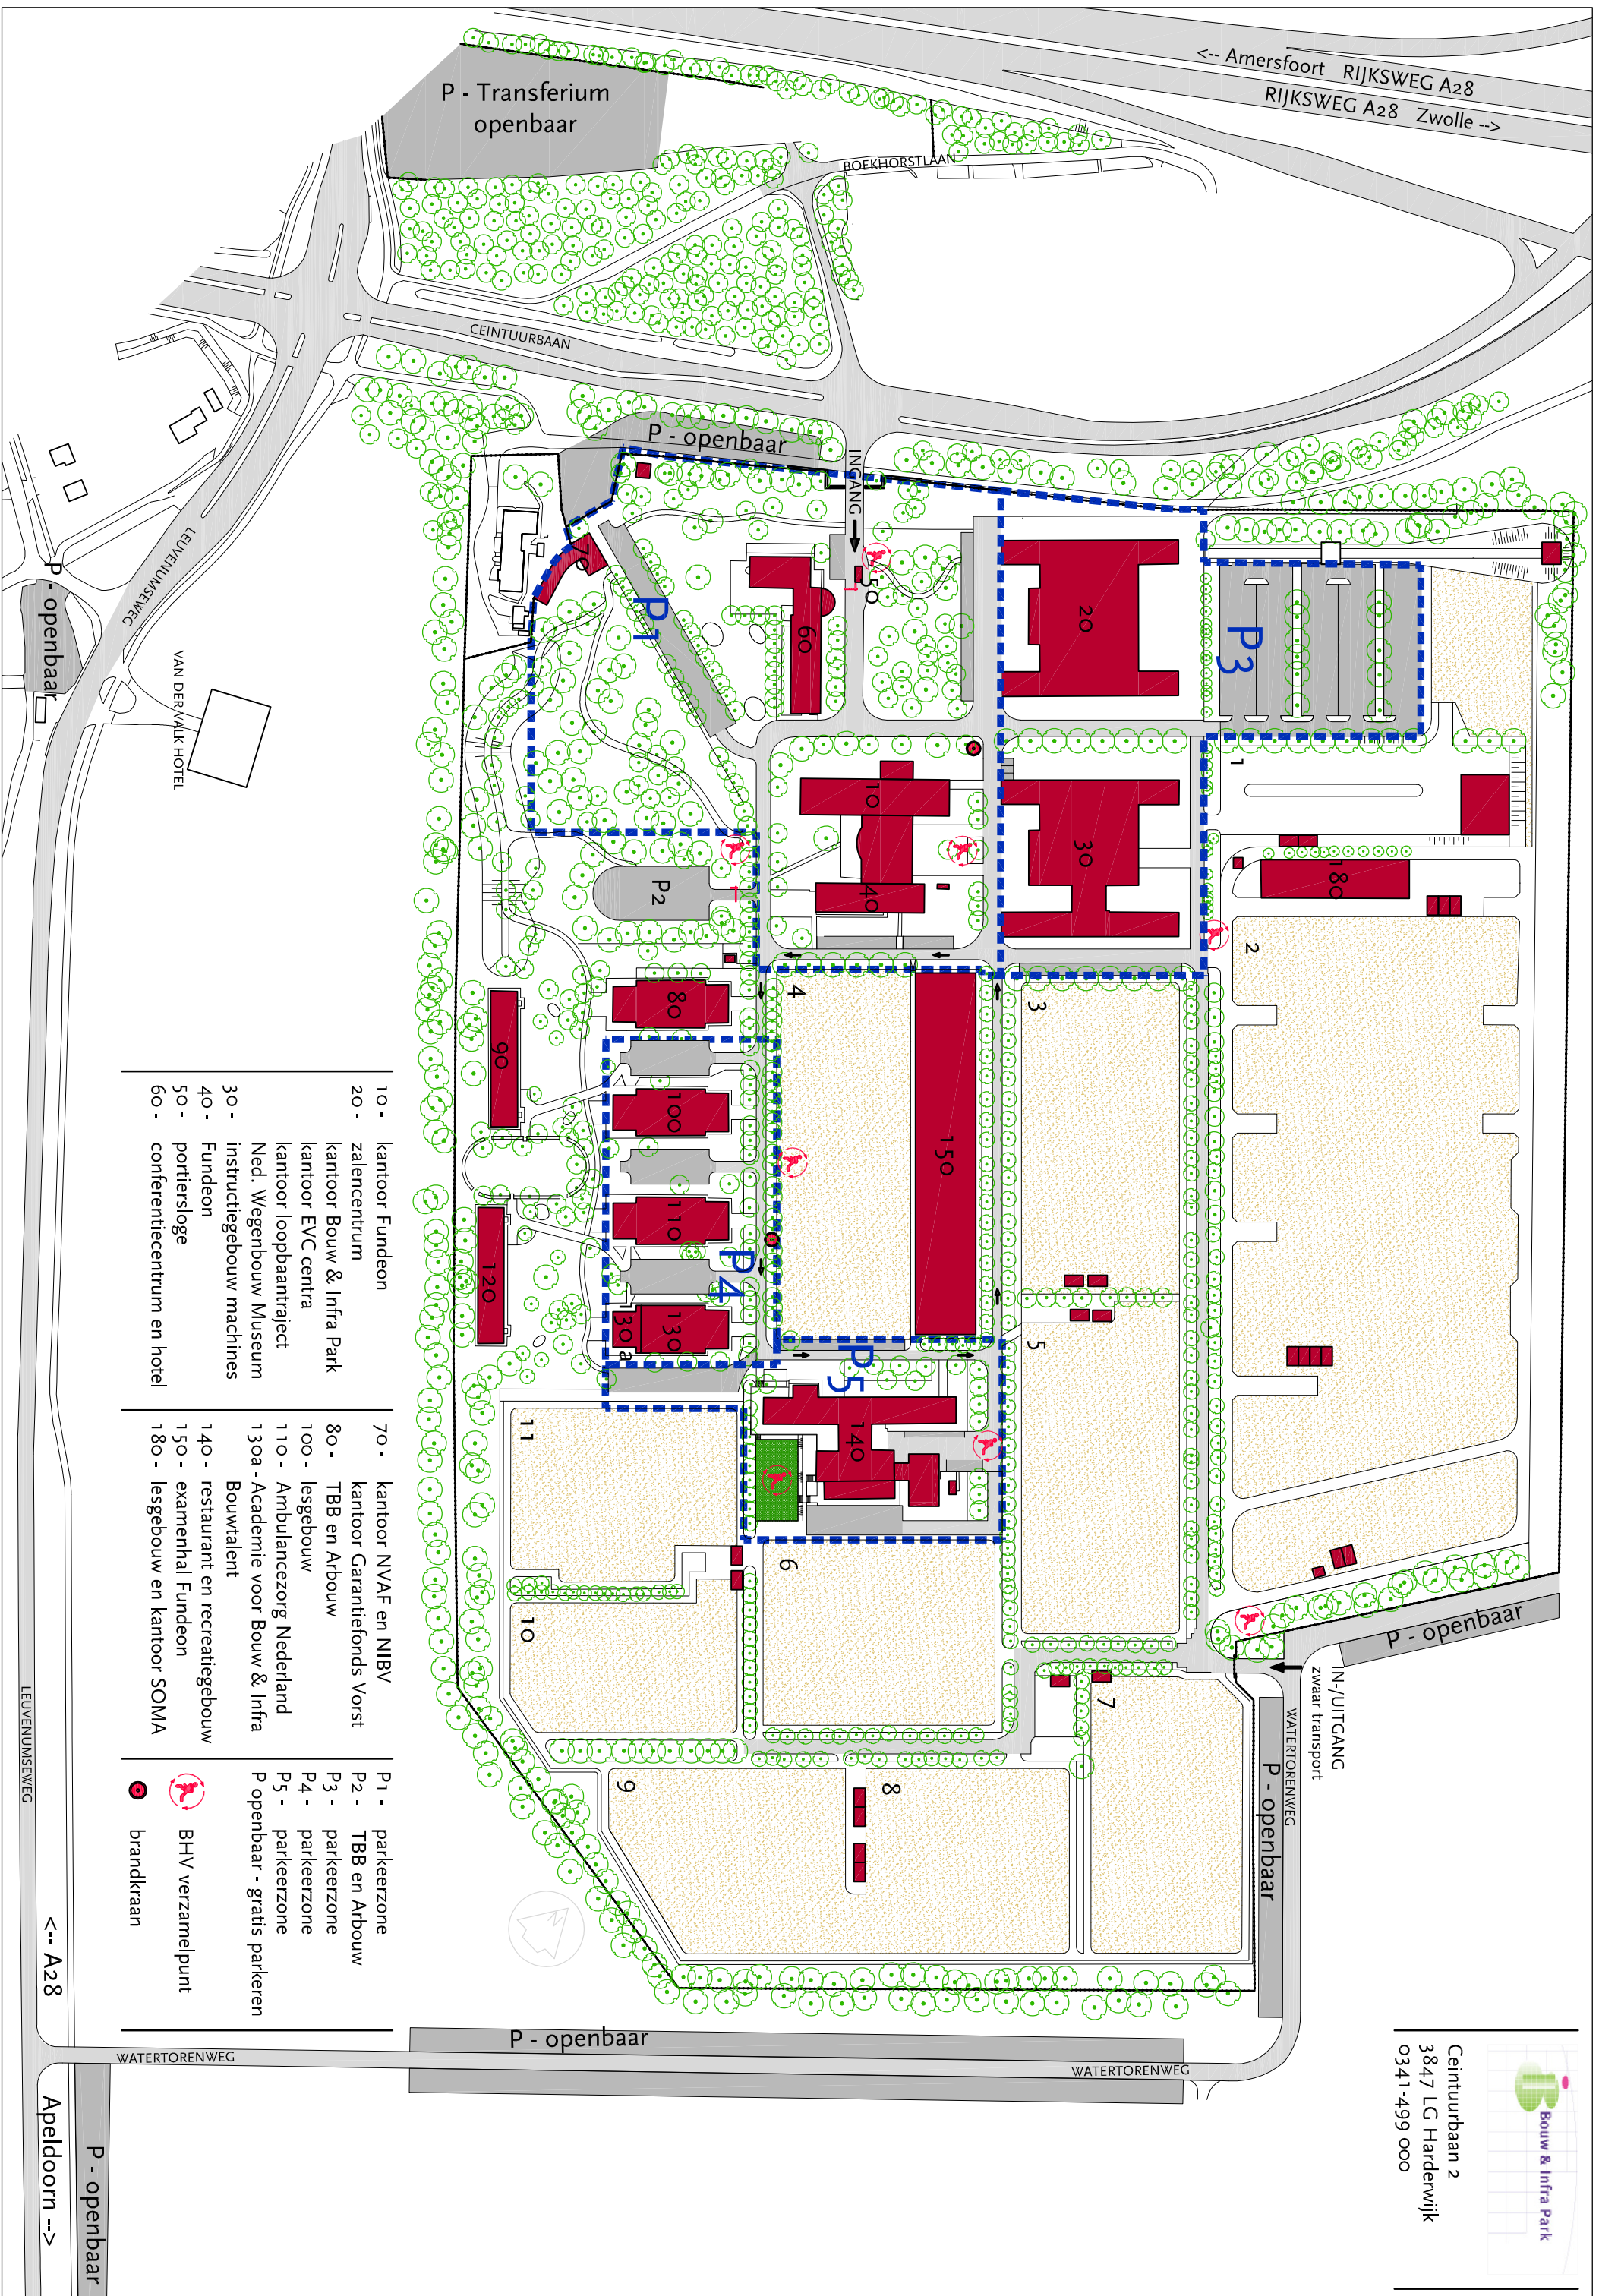 <-- Amersfoort RIJKSWEG A28
RIJKSWEG A28 Zwolle -->
P - Transferium
openbaar
BOEKHORSTLAAN
CEINTUURBAAN
P - openbaar
INGANG
LEUVENUMSEWEG
P - openbaar
VAN DER VALK HOTEL
70
P1
50
60
20
P3
1
10
40
30
180
2
P2
4
3
80
90
100
150
110
120
P4
130
130 a
P5
5
140
11
10
6
7
8
9
P - openbaar
IN-/UITGANG
zwaar transport
WATERTORENWEG
P - openbaar
P - openbaar
WATERTORENWEG
WATERTORENWEG
LEUVENUMSEWEG
<-- A28
Apeldoorn -->
P - openbaar
10 - kantoor Fundeon
20 - zalencentrum
kantoor Bouw & Infra Park
kantoor EVC centra
kantoor loopbaantraject
Ned. Wegenbouw Museum
30 - instructiegebouw machines
40 - Fundeon
50 - portiersloge
60 - conferentiecentrum en hotel
70 - kantoor NVAF en NIBV
kantoor Garantiefonds Vorst
80 - TBB en Arbouw
100 - lesgebouw
110 - Ambulancezorg Nederland
130a - Academie voor Bouw & Infra
Bouwtalent
140 - restaurant en recreatiegebouw
150 - examenhal Fundeon
180 - lesgebouw en kantoor SOMA
P1 - parkeerzone
P2 - TBB en Arbouw
P3 - parkeerzone
P4 - parkeerzone
P5 - parkeerzone
P openbaar - gratis parkeren
BHV verzamelpunt
brandkraan
Bouw & Infra Park
Ceintuurbaan 2
3847 LG Harderwijk
0341-499 000